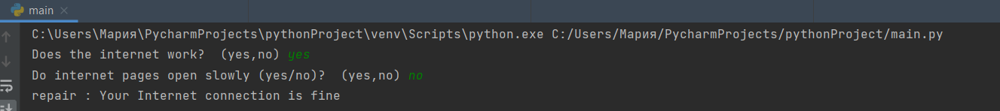 main
C:\Users\Мария\PycharmProjects\pythonProject\venv\Scripts\python.exe C:/Users/Мария/PycharmProjects/pythonProject/main.py
Does the internet work?  (yes,no) yes
Do internet pages open slowly (yes/no)?  (yes,no) no
repair : Your Internet connection is fine